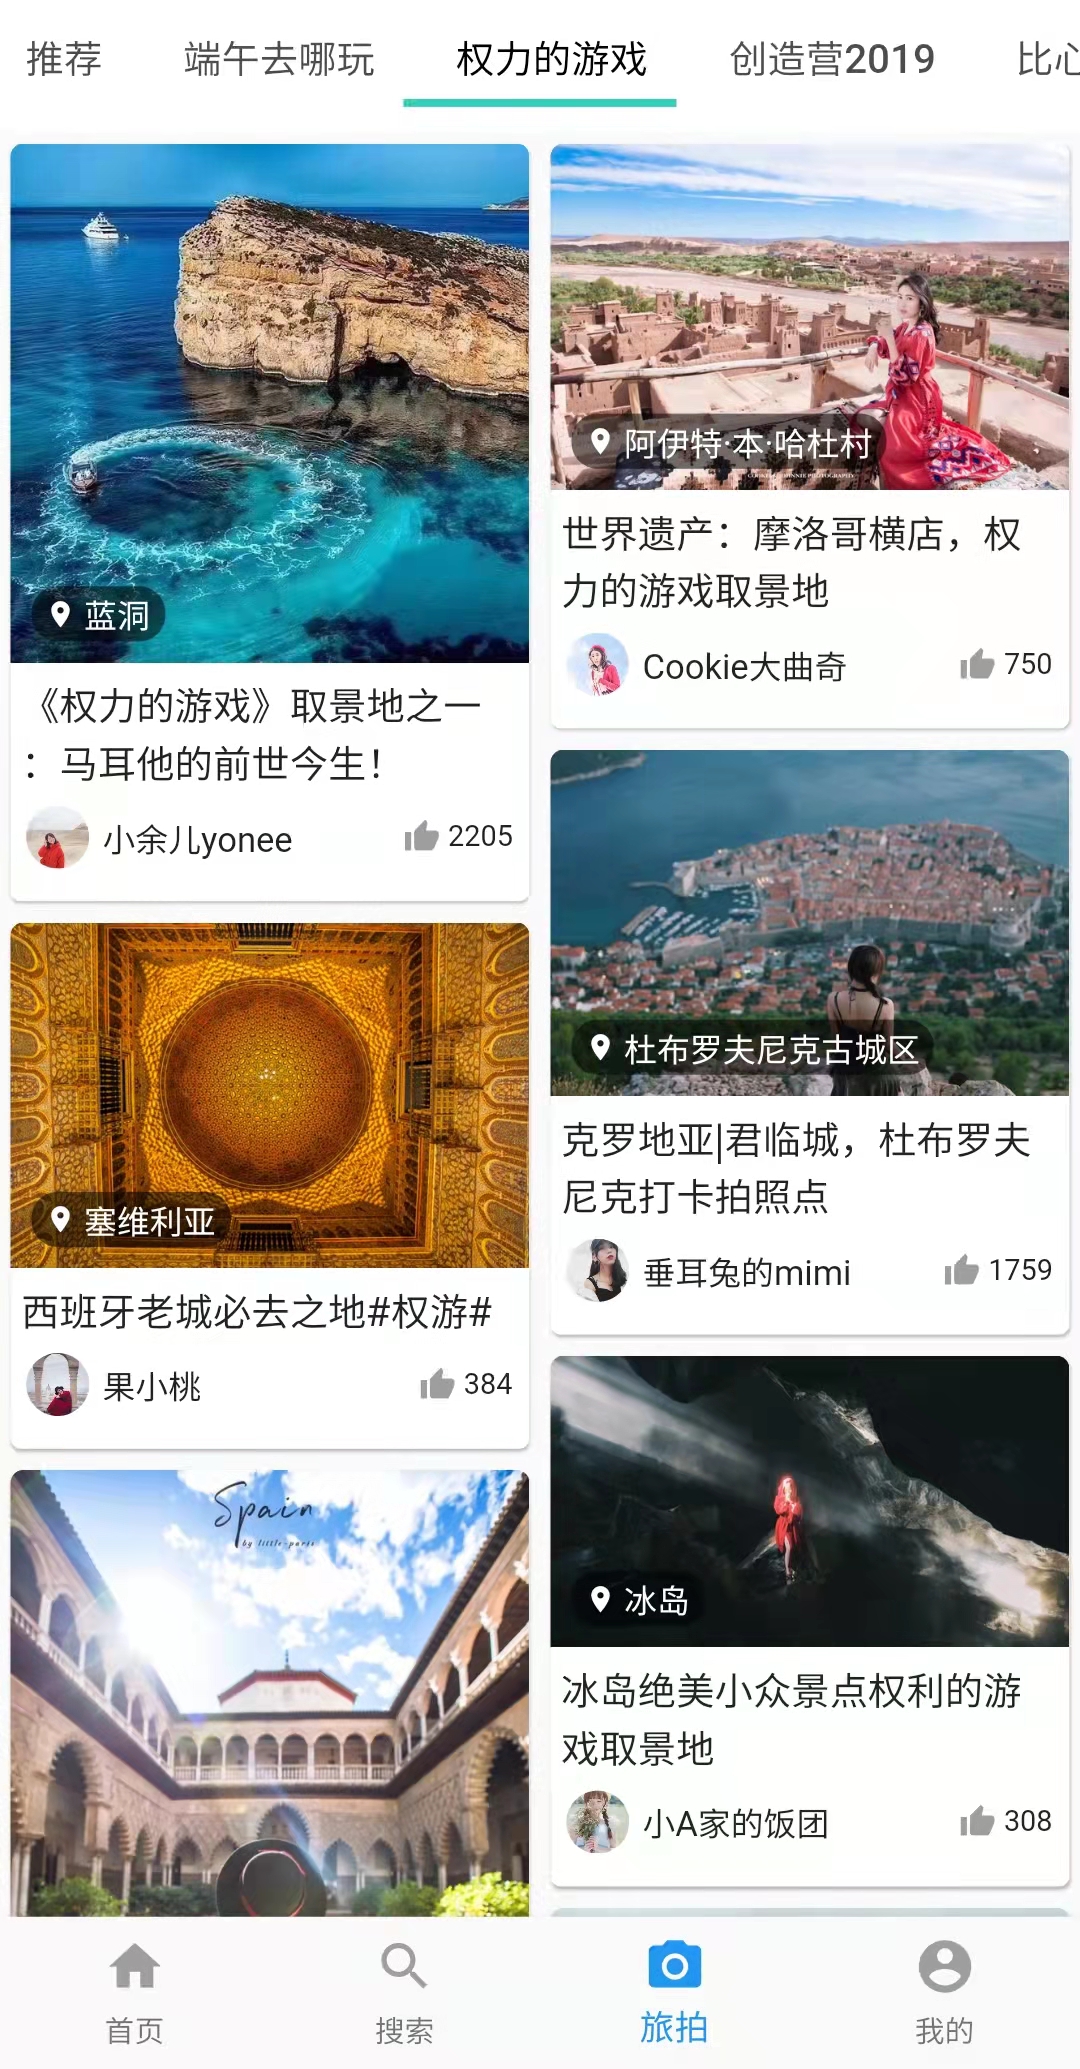 推荐
端午去哪玩
权力的游戏
创造营2019
比心
蓝洞
《权力的游戏》取景地之一
：马耳他的前世今生！
小余儿yonee
2205
阿伊特·本·哈杜村
世界遗产：摩洛哥横店，权
力的游戏取景地
Cookie大曲奇
750
塞维利亚
西班牙老城必去之地#权游#
果小桃
384
杜布罗夫尼克古城区
克罗地亚|君临城，杜布罗夫
尼克打卡拍照点
垂耳兔的mimi
1759
Spain
冰岛
冰岛绝美小众景点权利的游
戏取景地
小A家的饭团
308
首页
搜索
旅拍
我的